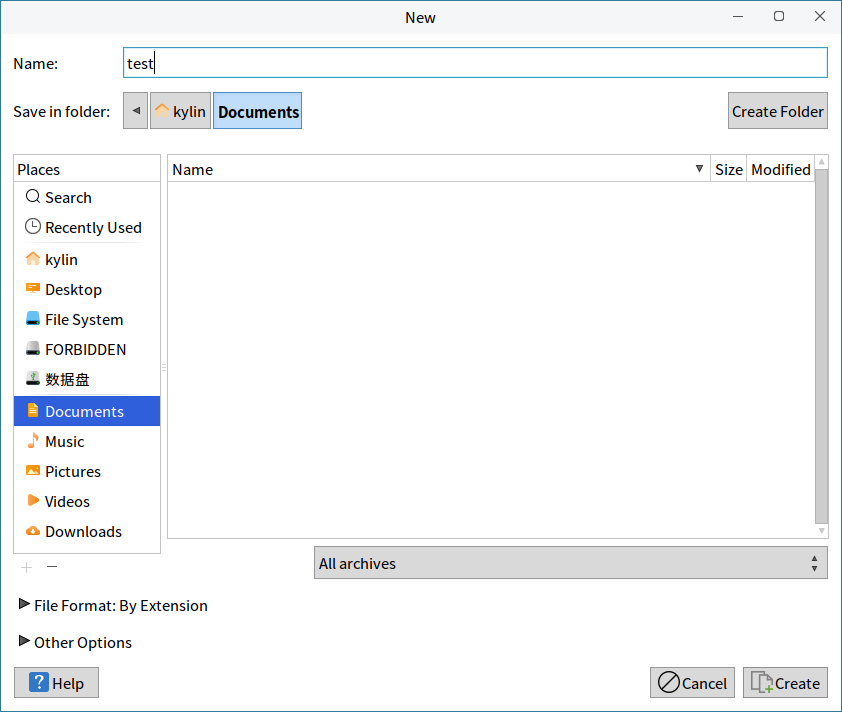 New
Name:
test
Save in folder:
kylin
Documents
Create Folder
Places
Name
Size
Modified
Search
Recently Used
kylin
Desktop
File System
FORBIDDEN
数据盘
Documents
Music
Pictures
Videos
Downloads
All archives
File Format: By Extension
Other Options
Help
Cancel
Create